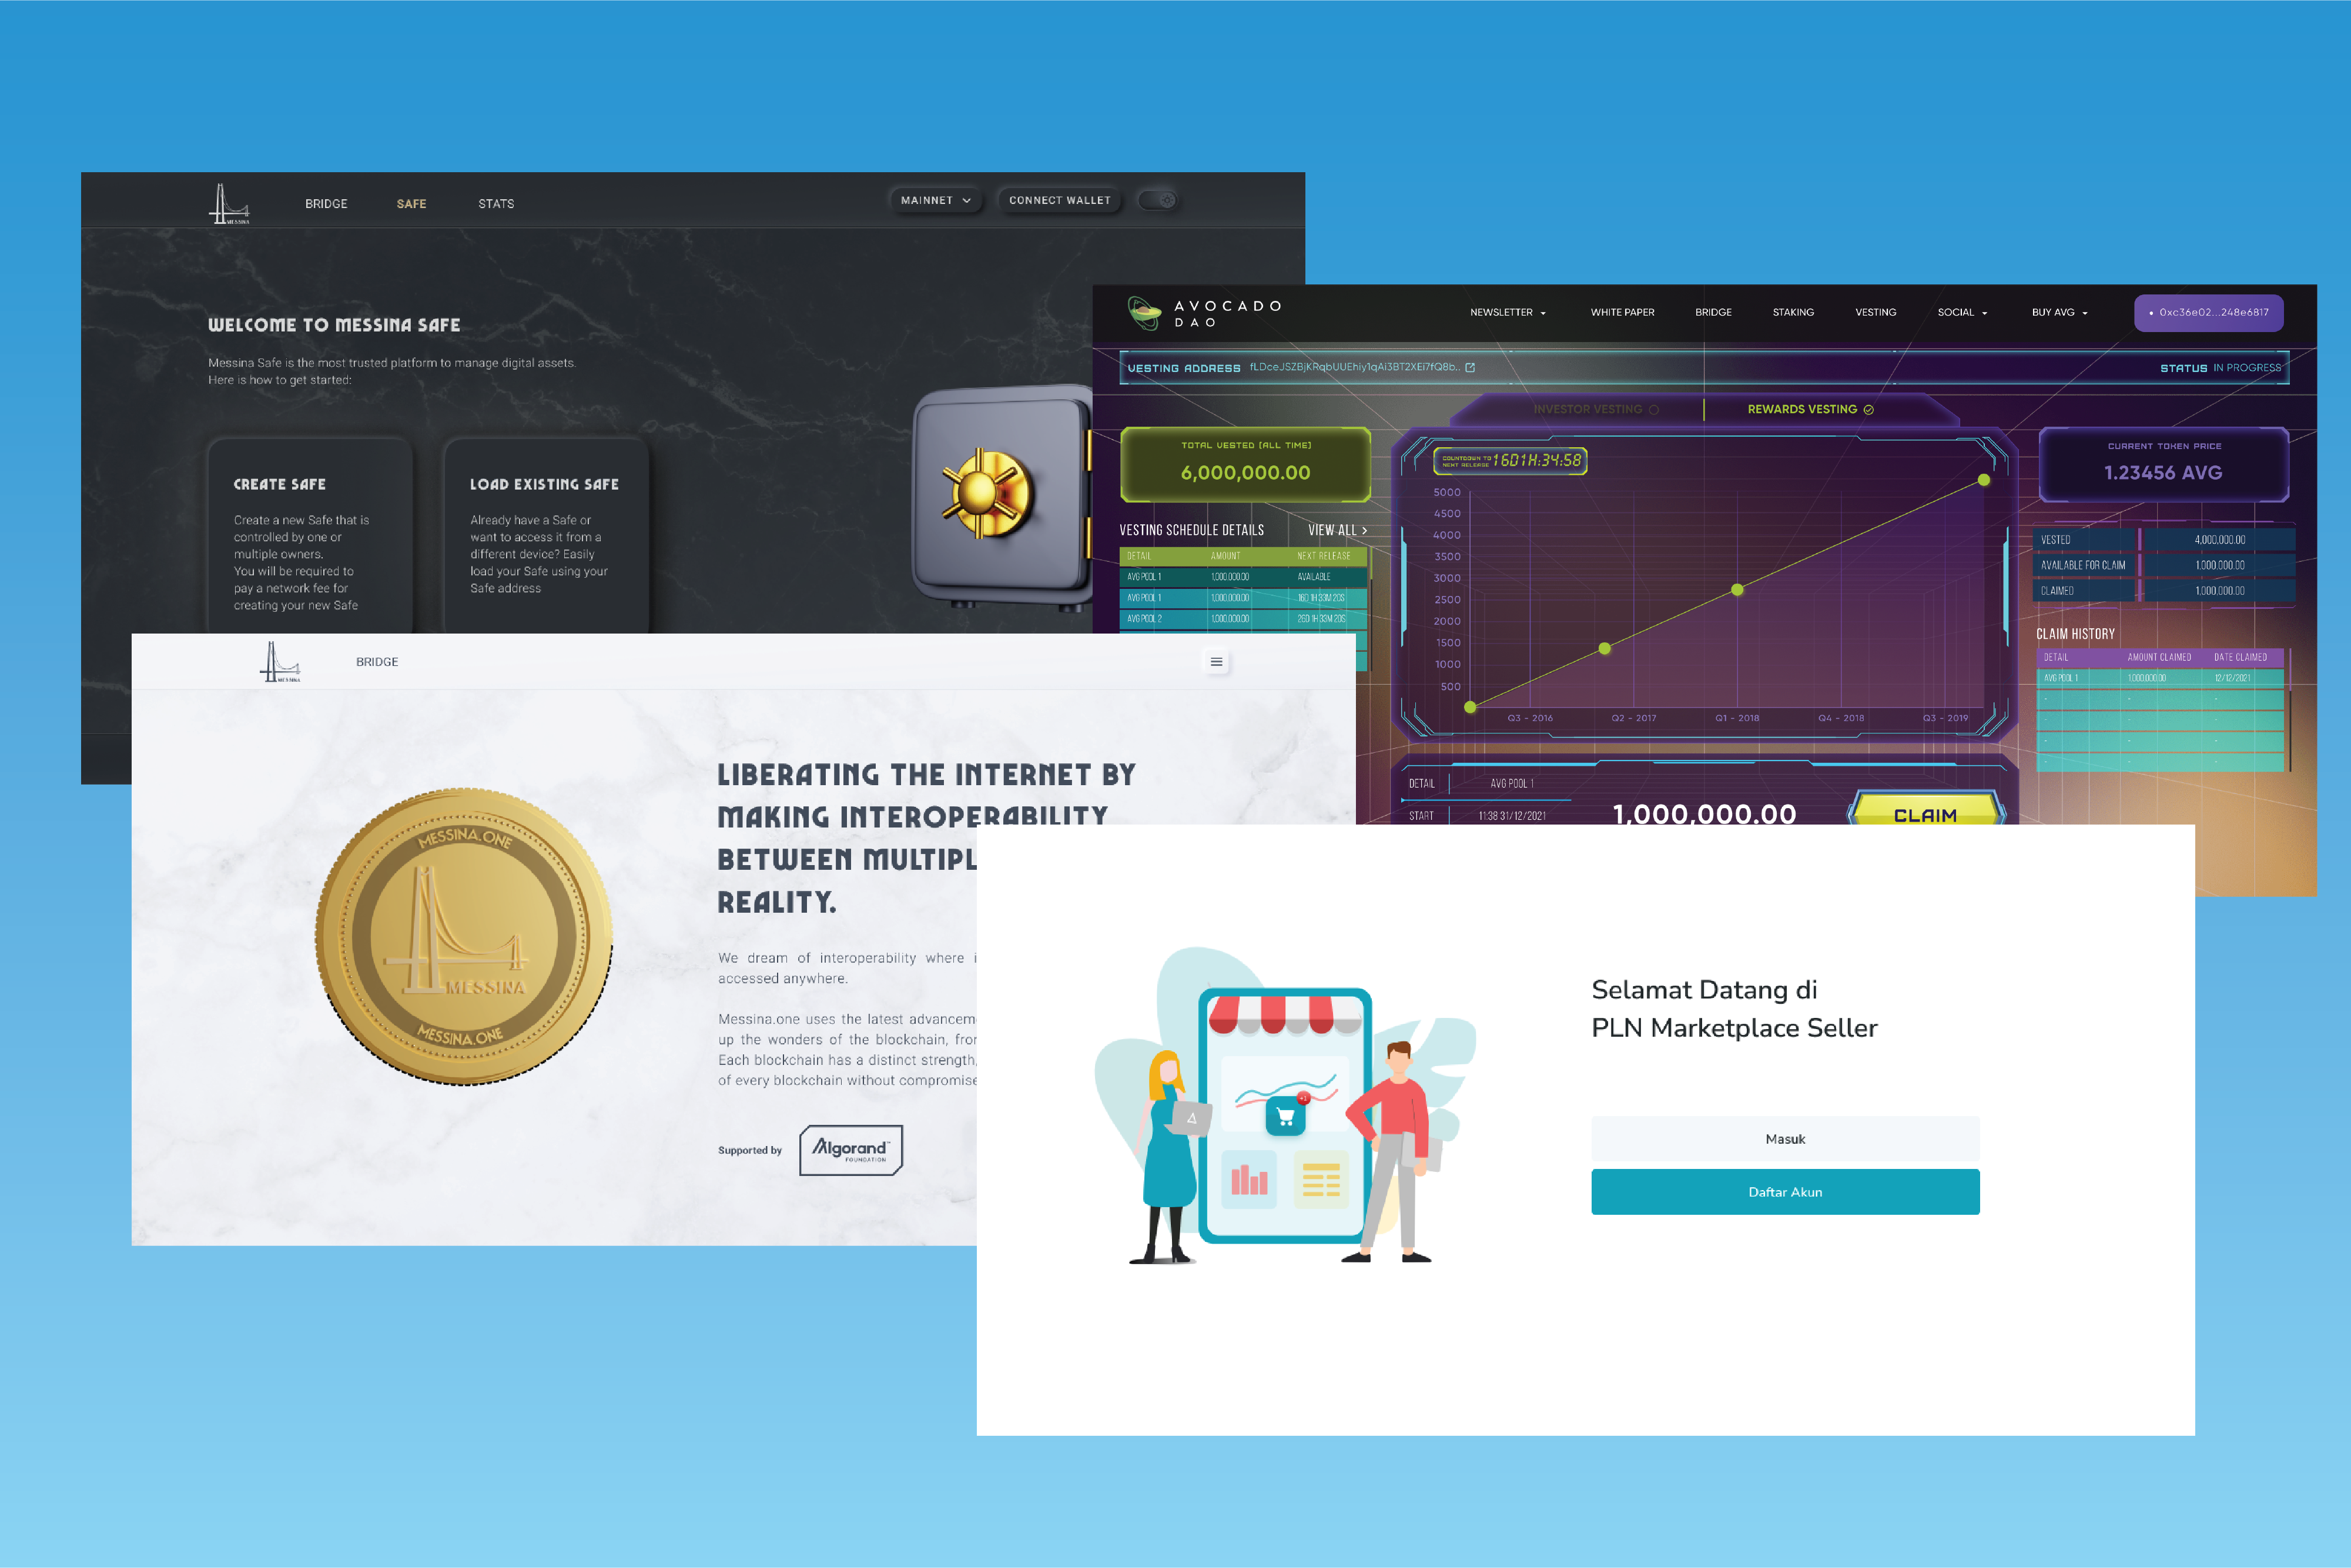 MESSINA
BRIDGE
SAFE
STATS
MAINNET
CONNECT WALLET
WELCOME TO MESSINA SAFE
Messina Safe is the most trusted platform to manage digital assets.
Here is how to get started:
CREATE SAFE
Create a new Safe that is
controlled by one or
multiple owners.
You will be required to
pay a network fee for
creating your new Safe
LOAD EXISTING SAFE
Already have a Safe or
want to access it from a
different device? Easily
load your Safe using your
Safe address
AVOCADO
DAO
NEWSLETTER
WHITE PAPER
BRIDGE
STAKING
VESTING
SOCIAL
BUY AVG
0xc36e02...248e6817
VESTING ADDRESS fLDceJSZBjKRqbUUEhiy1qAi3BT2XEi7fQ8b..
STATUS IN PROGRESS
INVESTOR VESTING
REWARDS VESTING
TOTAL VESTED [ALL TIME]
6,000,000.00
VESTING SCHEDULE DETAILS
VIEW ALL >
DETAIL AMOUNT NEXT RELEASE
AVG POOL 1 1,000,000.00 AVAILABLE
AVG POOL 1 1,000,000.00 16D 1H 33M 20S
AVG POOL 2 1,000,000.00 26D 1H 33M 20S
COUNTDOWN TO
NEXT RELEASE
16D1H:34:58
5000
4500
4000
3500
3000
2500
2000
1500
1000
500
Q3 - 2016
Q2 - 2017
Q1 - 2018
Q4 - 2018
Q3 - 2019
CURRENT TOKEN PRICE
1.23456 AVG
VESTED 4,000,000.00
AVAILABLE FOR CLAIM 1,000,000.00
CLAIMED 1,000,000.00
CLAIM HISTORY
DETAIL AMOUNT CLAIMED DATE CLAIMED
AVG POOL 1 1,000,000.00 12/12/2021
-
- - -
- - -
- - -
DETAIL AVG POOL 1
START 11:38 31/12/2021
1,000,000.00
CLAIM
MESSINA
BRIDGE
MESSINA.ONE
MESSINA
MESSINA.ONE
LIBERATING THE INTERNET BY
MAKING INTEROPERABILITY
BETWEEN MULTIPL
REALITY.
We dream of interoperability where i
accessed anywhere.
Messina.one uses the latest advancem
up the wonders of the blockchain, fror
Each blockchain has a distinct strength,
of every blockchain without compromise
Supported by
Algorand™
FOUNDATION
+1
Selamat Datang di
PLN Marketplace Seller
Masuk
Daftar Akun